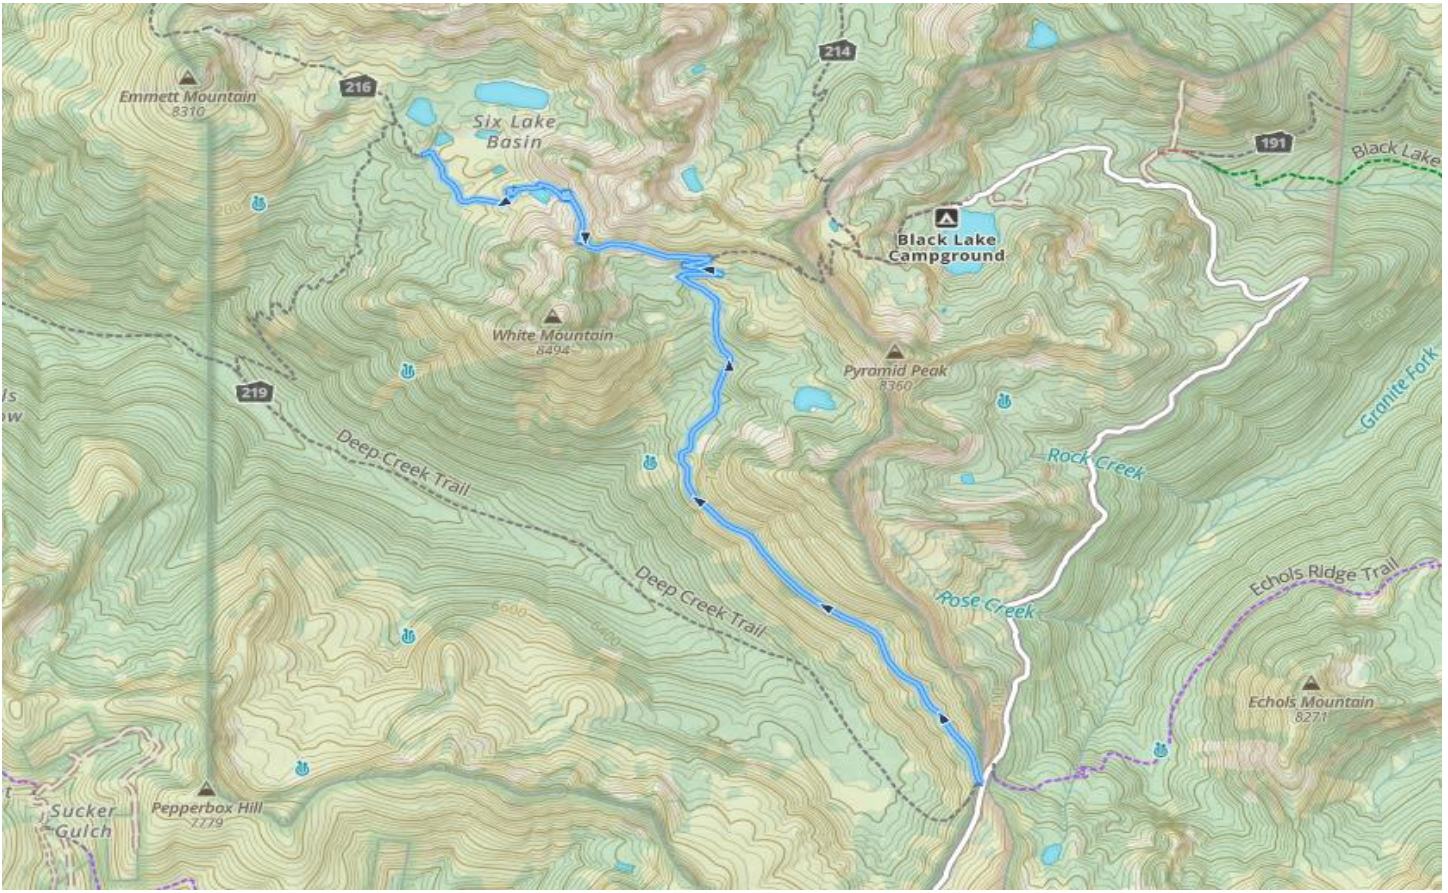 214
216
Emmett Mountain
8310
Six Lake
Basin
191
Black Lake
Black Lake
Campground
White Mountain
8494
Pyramid Peak
8360
219
Granite Fork
Deep Creek Trail
Rock Creek
Echols Ridge Trail
Deep Creek Trail
6600
6400
Rose Creek
Echols Mountain
8271
Pepperbox Hill
7779
Sucker
Gulch